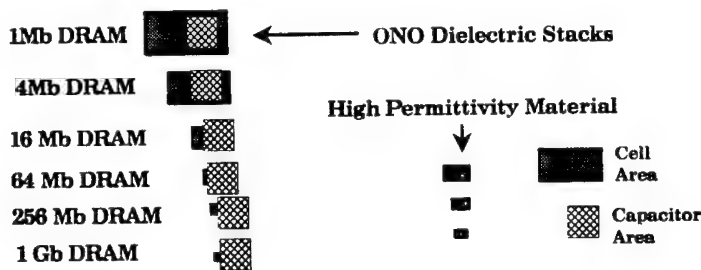 1Mb DRAM
ONO Dielectric Stacks
4Mb DRAM
High Permittivity Material
16 Mb DRAM
64 Mb DRAM
256 Mb DRAM
1 Gb DRAM
Cell
Area
Capacitor
Area